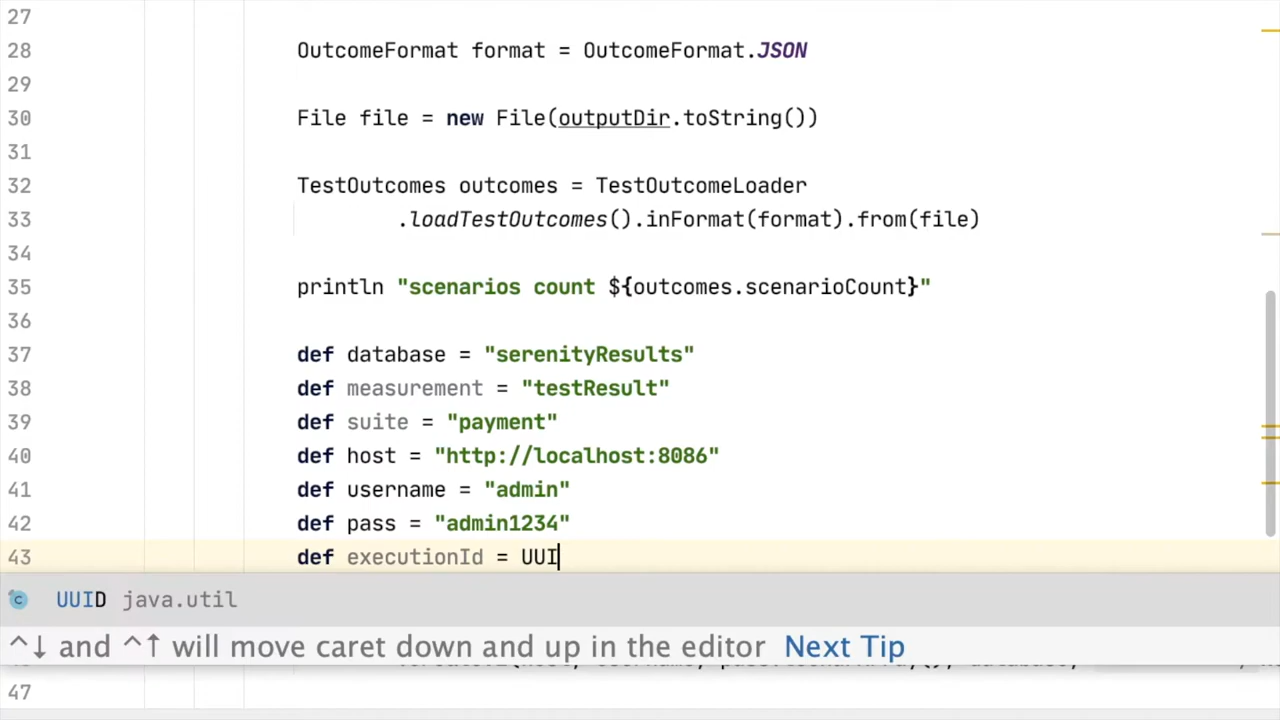 27
28 OutcomeFormat format = OutcomeFormat.JSON
29
30 File file = new File(outputDir.toString())
31
32 TestOutcomes outcomes = TestOutcomeLoader
33 .loadTestOutcomes().inFormat(format).from(file)
34
35 println "scenarios count ${outcomes.scenarioCount}"
36
37 def database = "serenityResults"
38 def measurement = "testResult"
39 def suite = "payment"
40 def host = "http://localhost:8086"
41 def username = "admin"
42 def pass = "admin1234"
43 def executionId = UUI
UUID java.util
^↓ and ^↑ will move caret down and up in the editor Next Tip
47